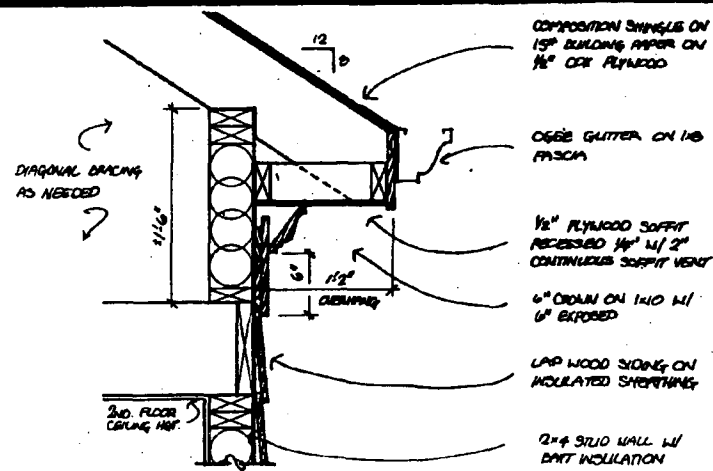 COMPOSITION SHINGLE ON
15# BUILDING PAPER ON
1/2" CDX PLYWOOD
12
8
OGEE GUTTER ON 1x8
FASCIA
DIAGONAL BRACING
AS NEEDED
±1'-6"
1/2" PLYWOOD SOFFIT
RECESSED 1/4" W/ 2"
CONTINUOUS SOFFIT VENT
6"
1'-2"
OVERHANG
6" CROWN ON 1x10 W/
6" EXPOSED
LAP WOOD SIDING ON
INSULATED SHEATHING
2ND. FLOOR
CEILING HGT.
2x4 STUD WALL W/
BATT INSULATION